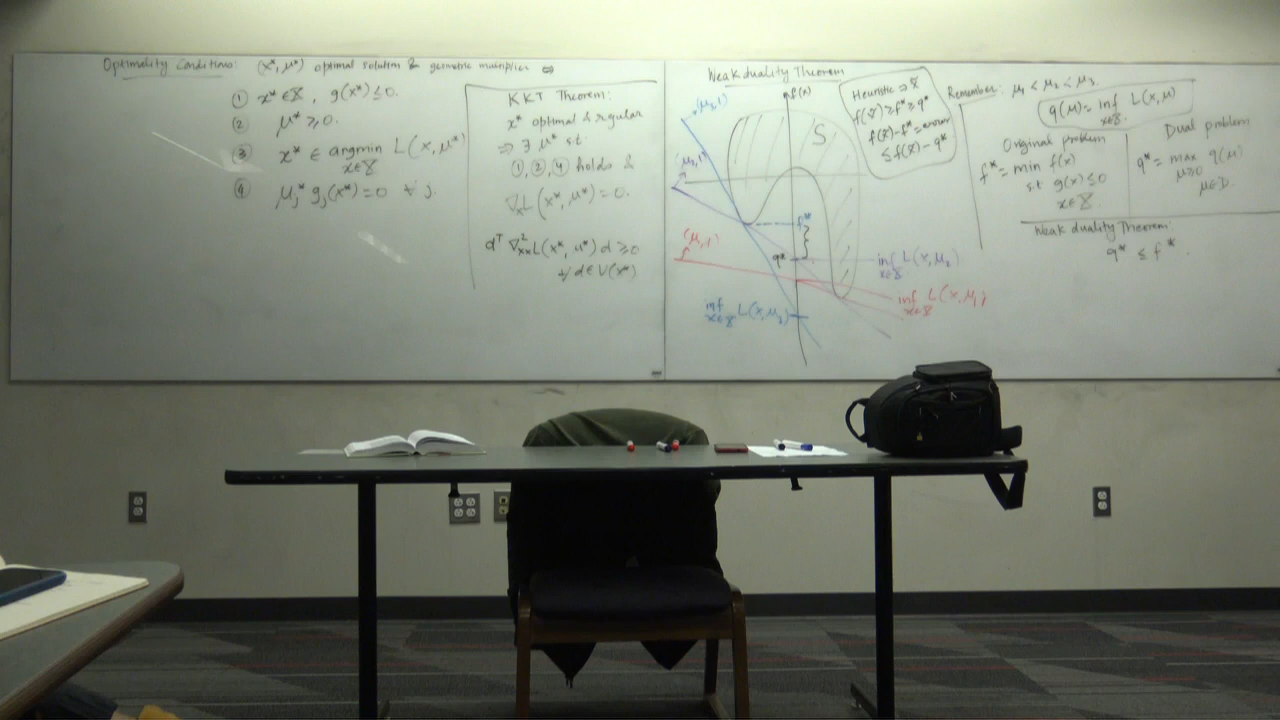 Optimality Conditions: (x*, μ*) optimal solution & geometric multiplier ⇔
① x* ∈ X, g(x*) ≤ 0.
② μ* ≥ 0.
③ x* ∈ argmin L(x, μ*)
x∈X
④ μj* gj(x*) = 0 ∀ j.
KKT Theorem:
x* optimal & regular
⇒ ∃ μ* s.t.
①, ②, ④ holds &
∇x L(x*, μ*) = 0.
dᵀ ∇²xx L(x*, μ*) d ≥ 0
∀ d ∈ V(x*)
Weak duality Theorem
f(x)
S
(μ3, 1)
(μ2, 1)
(μ1, 1)
f*
q*
inf L(x, μ2)
x∈X
inf L(x, μ1)
x∈X
inf L(x, μ3)
x∈X
Heuristic ⇒ x̄
f(x̄) ≥ f* ≥ q*
f(x̄) - f* = error
≤ f(x̄) - q*
Remember: μ1 < μ2 < μ3.
q(μ) = inf L(x, μ)
x∈X
Original problem
f* = min f(x)
s.t. g(x) ≤ 0
x ∈ X
Dual problem
q* = max q(μ)
μ≥0
μ∈D.
Weak duality Theorem:
q* ≤ f*.